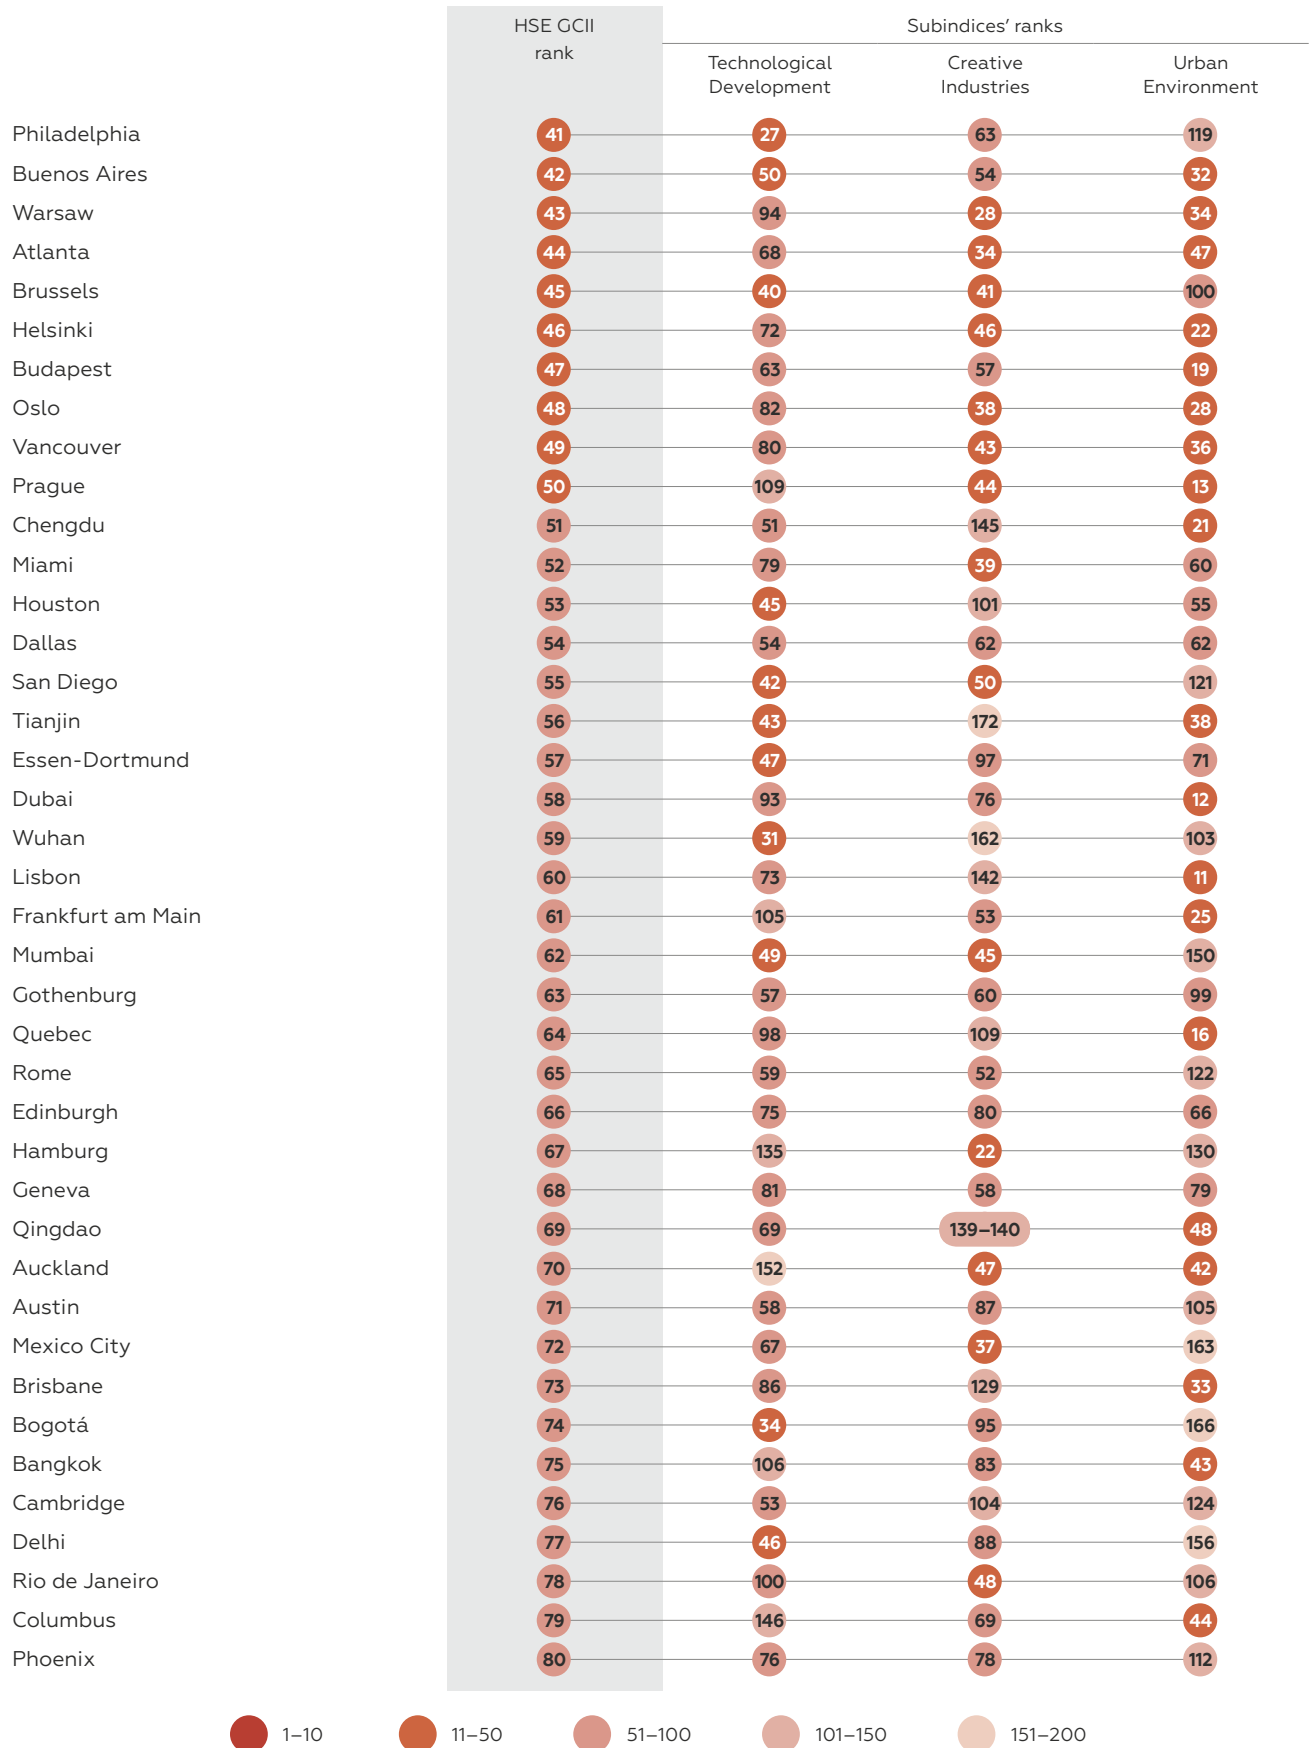 HSE GCII
rank
Subindices' ranks
Technological
Development
Creative
Industries
Urban
Environment
Philadelphia 41 27 63 119
Buenos Aires 42 50 54 32
Warsaw 43 94 28 34
Atlanta 44 68 34 47
Brussels 45 40 41 100
Helsinki 46 72 46 22
Budapest 47 63 57 19
Oslo 48 82 38 28
Vancouver 49 80 43 36
Prague 50 109 44 13
Chengdu 51 51 145 21
Miami 52 79 39 60
Houston 53 45 101 55
Dallas 54 54 62 62
San Diego 55 42 50 121
Tianjin 56 43 172 38
Essen-Dortmund 57 47 97 71
Dubai 58 93 76 12
Wuhan 59 31 162 103
Lisbon 60 73 142 11
Frankfurt am Main 61 105 53 25
Mumbai 62 49 45 150
Gothenburg 63 57 60 99
Quebec 64 98 109 16
Rome 65 59 52 122
Edinburgh 66 75 80 66
Hamburg 67 135 22 130
Geneva 68 81 58 79
Qingdao 69 69 139–140 48
Auckland 70 152 47 42
Austin 71 58 87 105
Mexico City 72 67 37 163
Brisbane 73 86 129 33
Bogotá 74 34 95 166
Bangkok 75 106 83 43
Cambridge 76 53 104 124
Delhi 77 46 88 156
Rio de Janeiro 78 100 48 106
Columbus 79 146 69 44
Phoenix 80 76 78 112
1–10 11–50 51–100 101–150 151–200